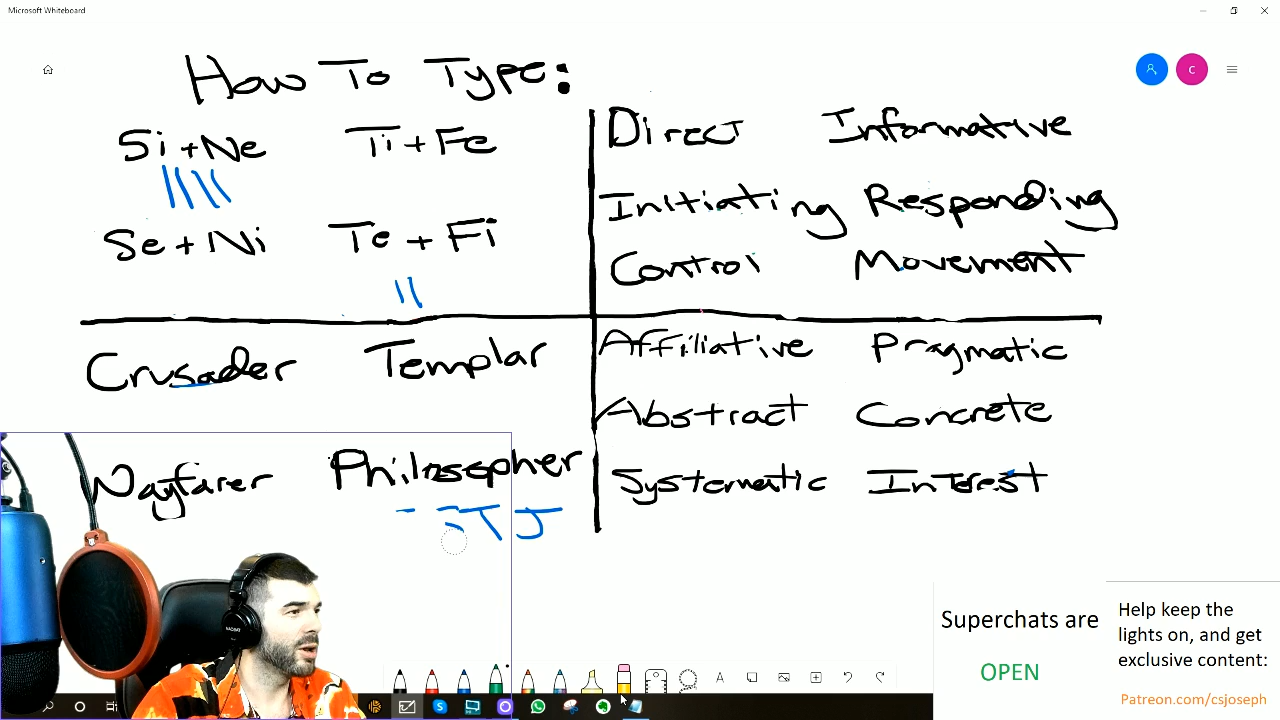 Microsoft Whiteboard
How To Type:
Si+Ne Ti+Fe
Se+Ni Te+Fi
Direct Informative
Initiating Responding
Control Movement
Crusader Templar
Wayfarer Philosopher
STJ
Affiliative Pragmatic
Abstract Concrete
Systematic Interest
C
Superchats are
OPEN
Help keep the
lights on, and get
exclusive content:
Patreon.com/csjoseph
A